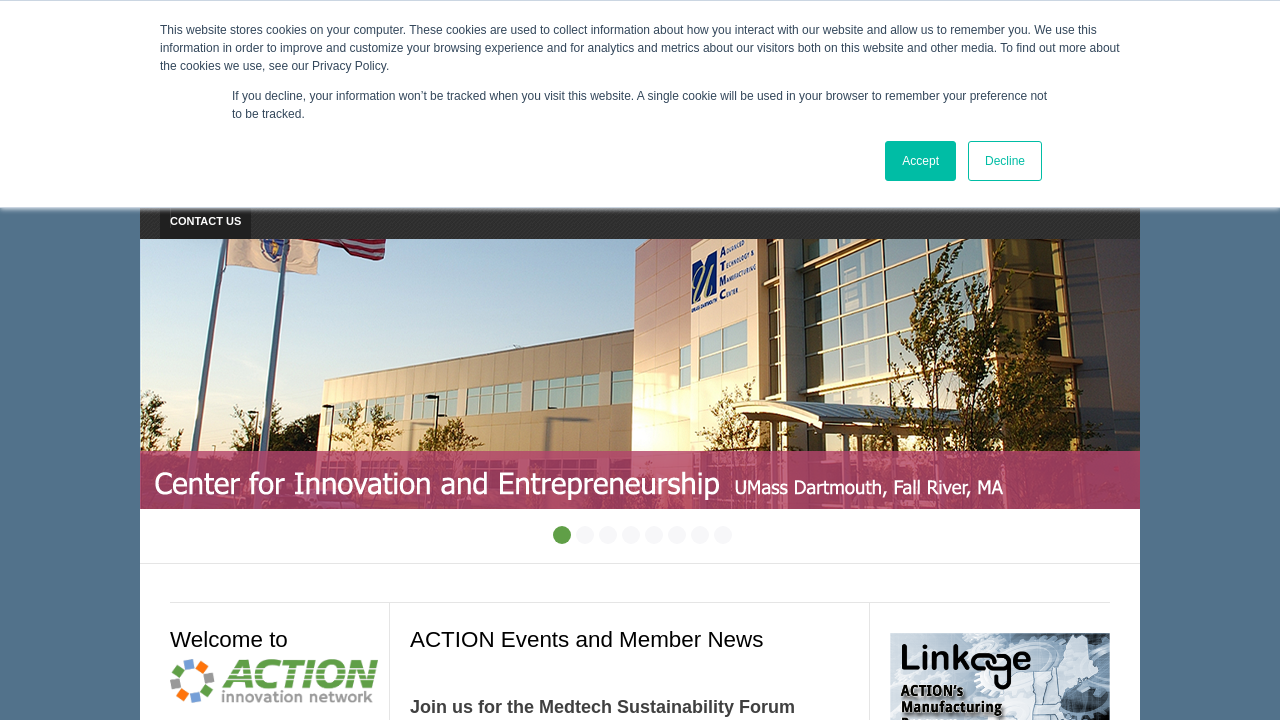 This website stores cookies on your computer. These cookies are used to collect information about how you interact with our website and allow us to remember you. We use this
information in order to improve and customize your browsing experience and for analytics and metrics about our visitors both on this website and other media. To find out more about
the cookies we use, see our Privacy Policy.
If you decline, your information won't be tracked when you visit this website. A single cookie will be used in your browser to remember your preference not
to be tracked.
Accept
Decline
CONTACT US
Advanced
Technology &
Manufacturing
Center
UMASS DARTMOUTH
Center for Innovation and Entrepreneurship UMass Dartmouth, Fall River, MA
Welcome to
ACTION
innovation network
ACTION Events and Member News
Join us for the Medtech Sustainability Forum
Linkage
ACTION's
Manufacturing